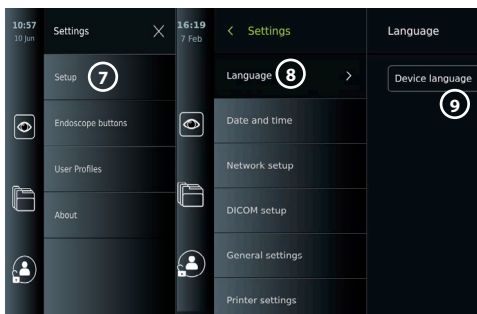 10:57
10 Jun
Settings
Setup
7
Endoscope buttons
User Profiles
About
16:19
7 Feb
Settings
Language
8
Date and time
Network setup
DICOM setup
General settings
Printer settings
Language
Device language
9